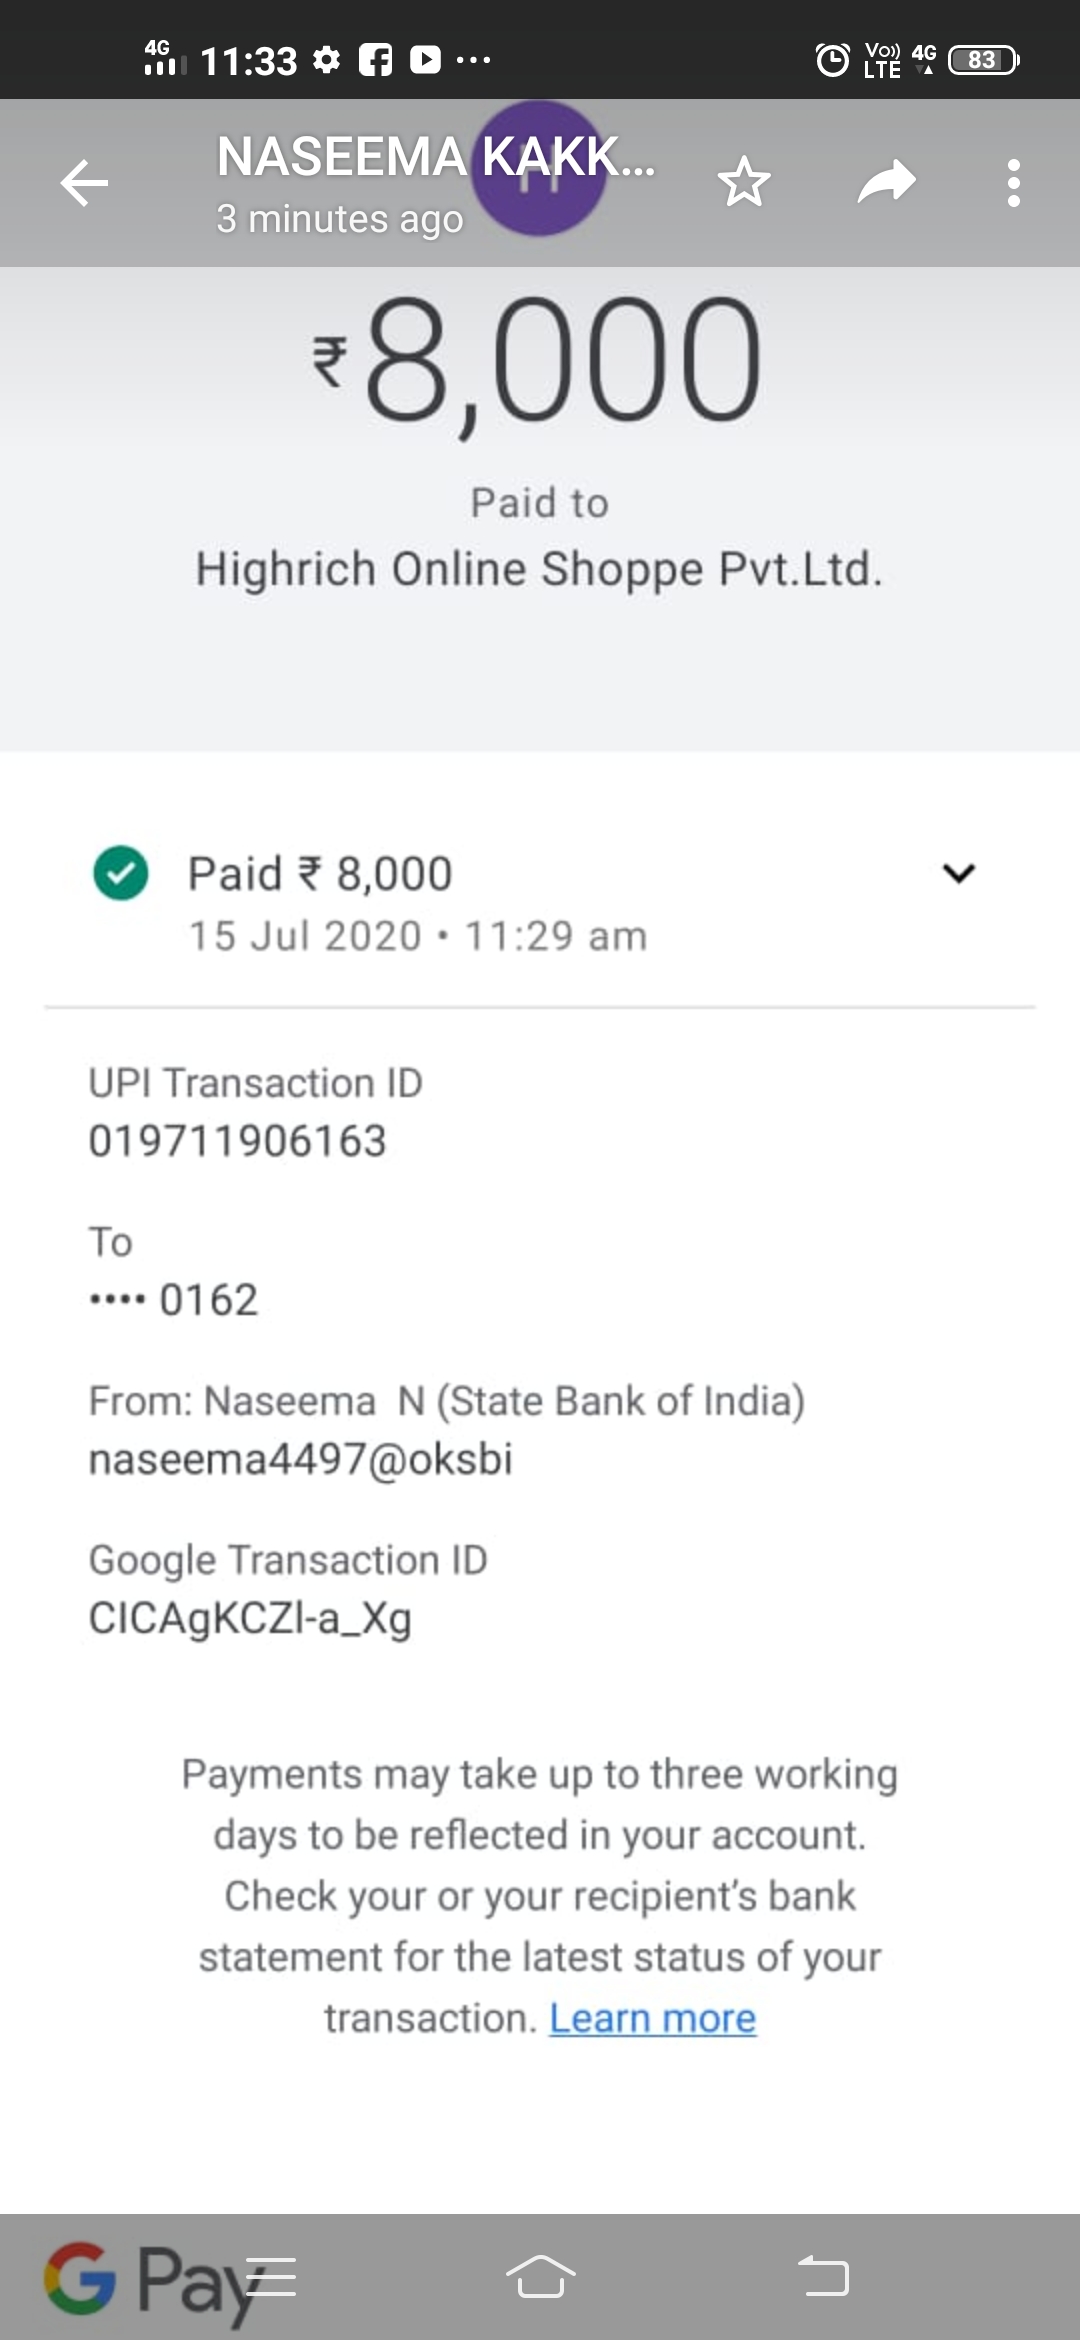 4G 11:33 Vo)) LTE 4G 83
NASEEMA KAKK...
3 minutes ago
H
₹8,000
Paid to
Highrich Online Shoppe Pvt.Ltd.
Paid ₹ 8,000
15 Jul 2020 • 11:29 am
UPI Transaction ID
019711906163
To
•••• 0162
From: Naseema N (State Bank of India)
naseema4497@oksbi
Google Transaction ID
CICAgKCZl-a_Xg
Payments may take up to three working
days to be reflected in your account.
Check your or your recipient's bank
statement for the latest status of your
transaction. Learn more
G Pay